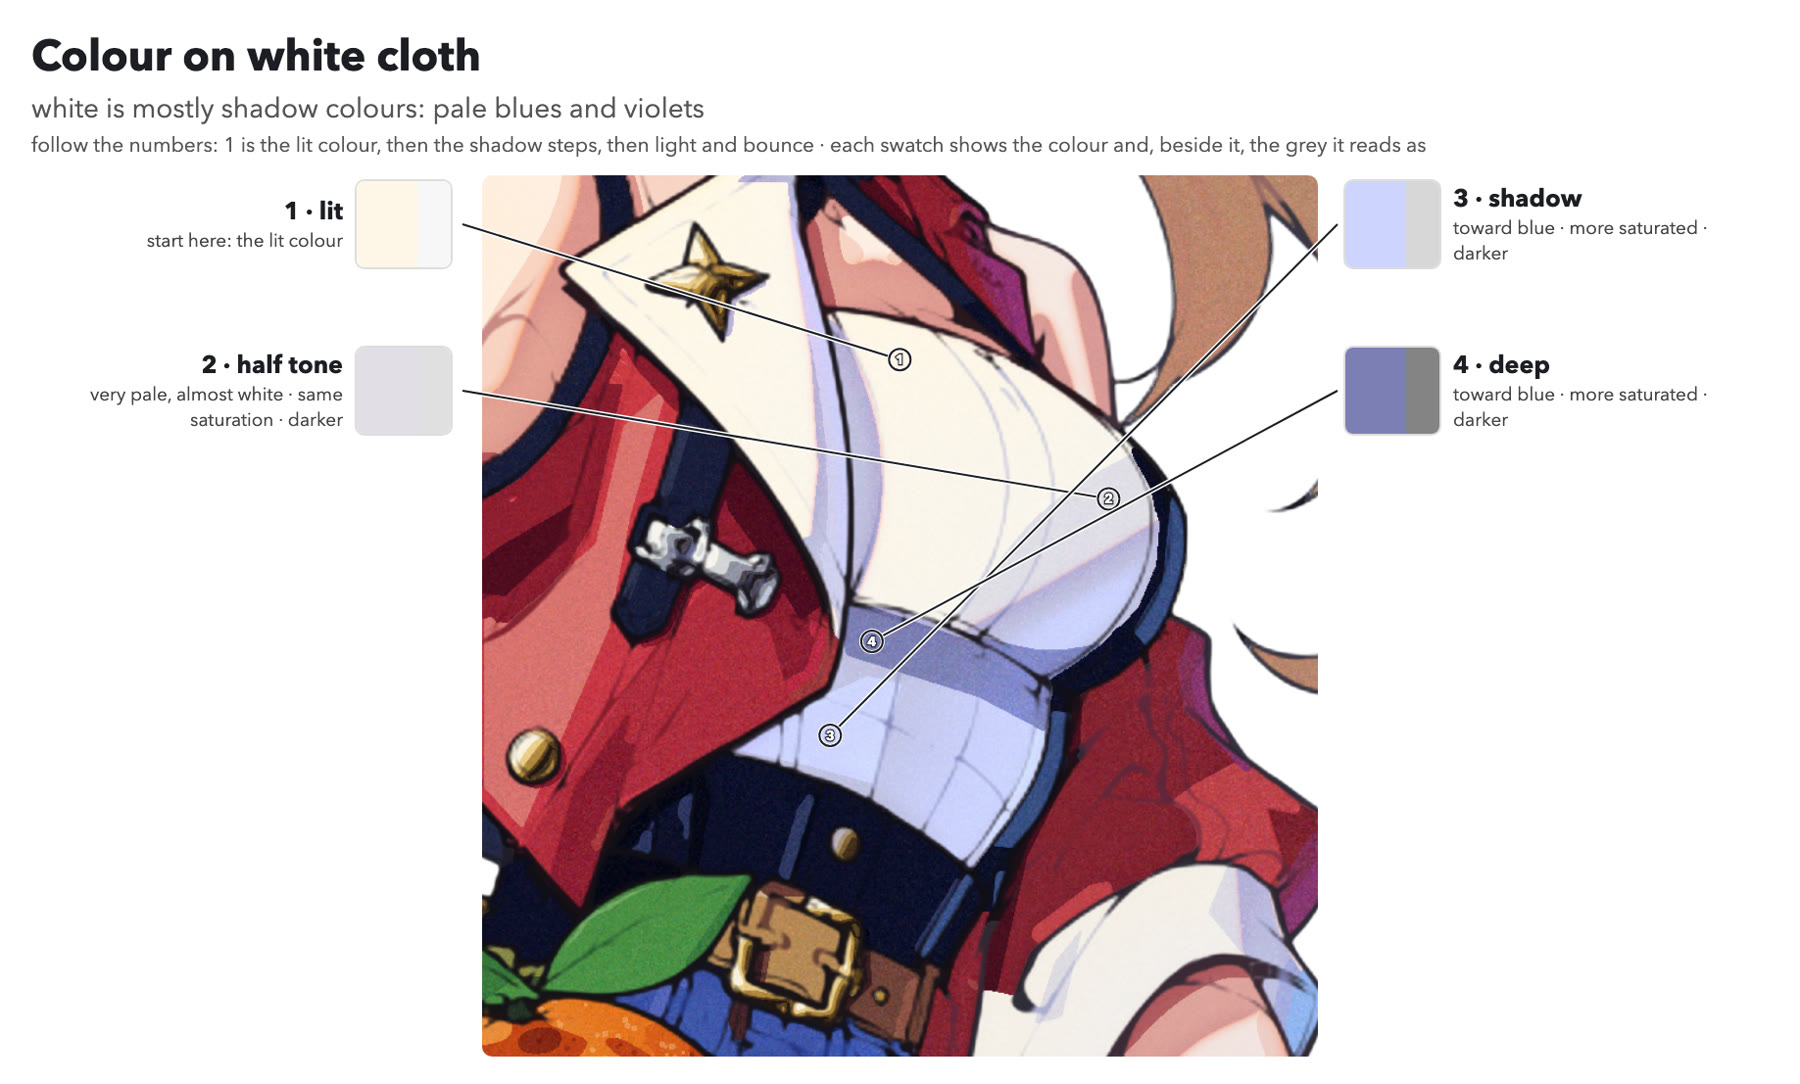 Colour on white cloth
white is mostly shadow colours: pale blues and violets
follow the numbers: 1 is the lit colour, then the shadow steps, then light and bounce · each swatch shows the colour and, beside it, the grey it reads as
1 · lit
start here: the lit colour
2 · half tone
very pale, almost white · same
saturation · darker
3 · shadow
toward blue · more saturated ·
darker
4 · deep
toward blue · more saturated ·
darker
1
2
4
3